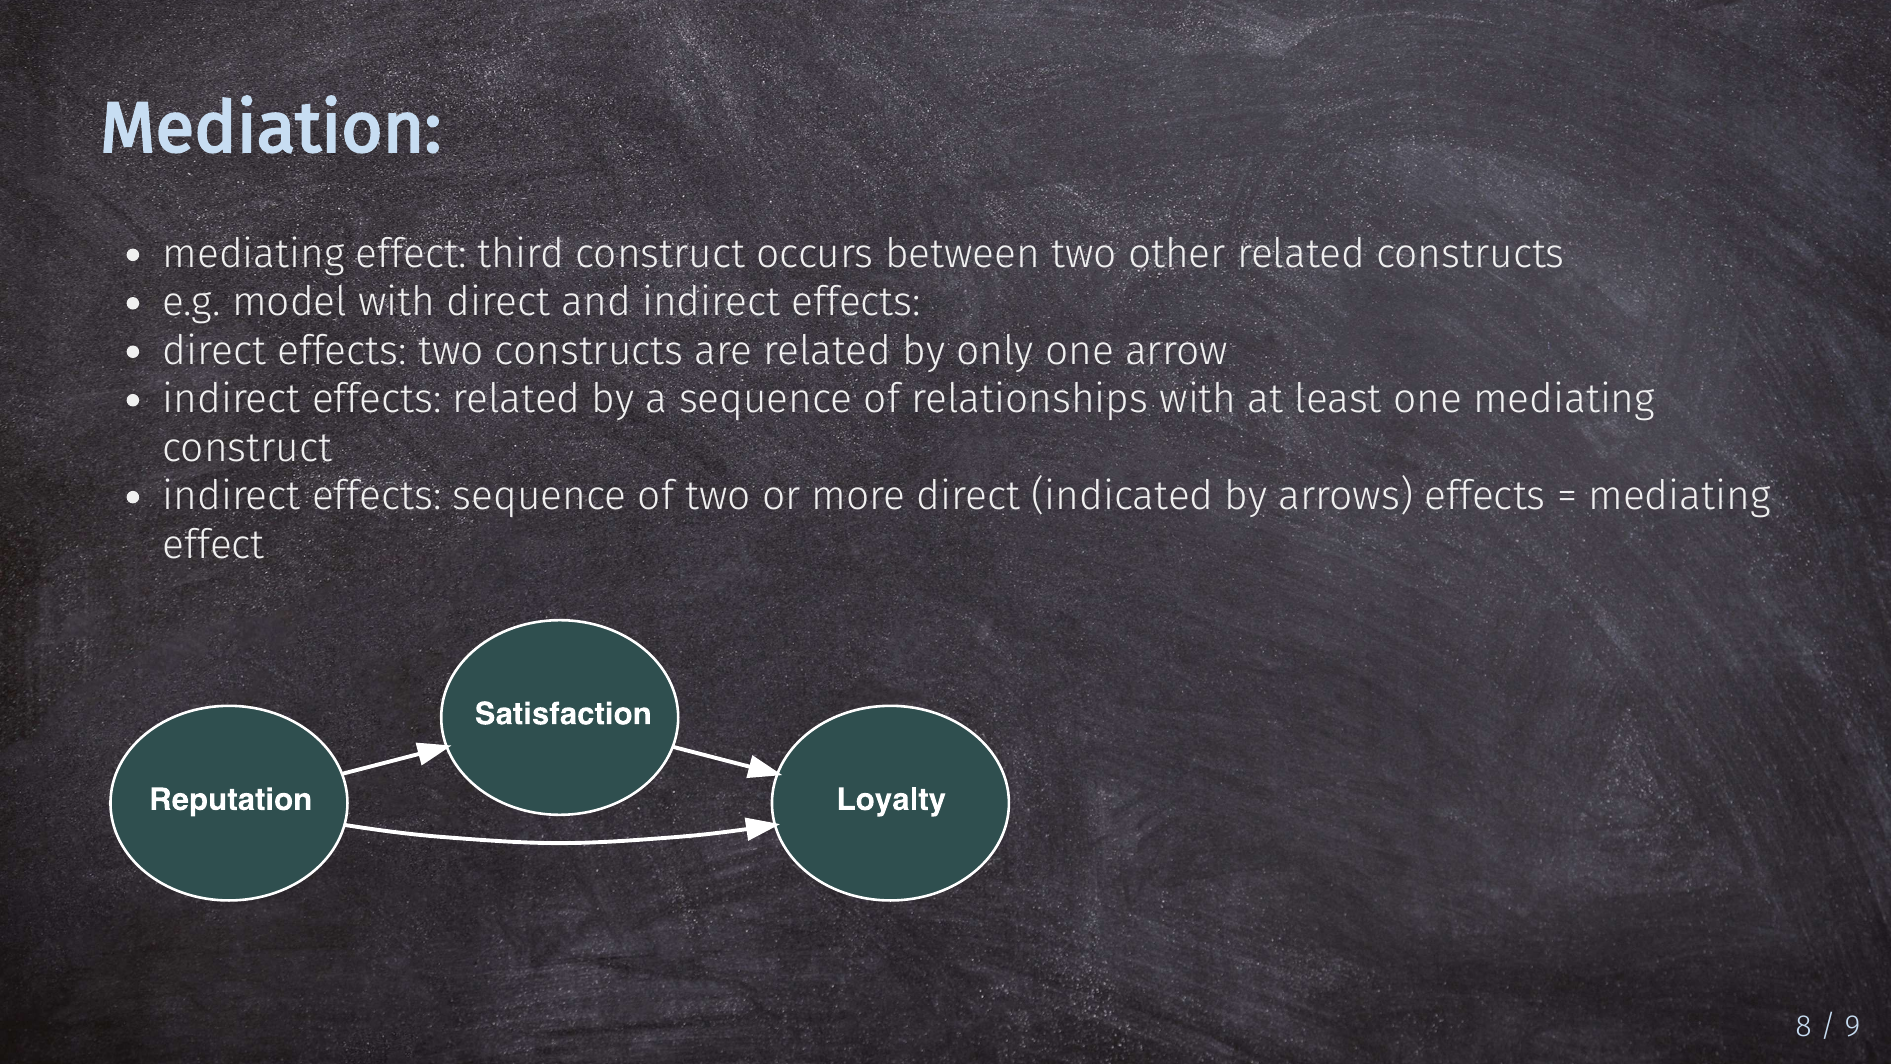 Mediation:
• mediating effect: third construct occurs between two other related constructs
• e.g. model with direct and indirect effects:
• direct effects: two constructs are related by only one arrow
• indirect effects: related by a sequence of relationships with at least one mediating
construct
• indirect effects: sequence of two or more direct (indicated by arrows) effects = mediating
effect
Satisfaction
Reputation
Loyalty
8 / 9